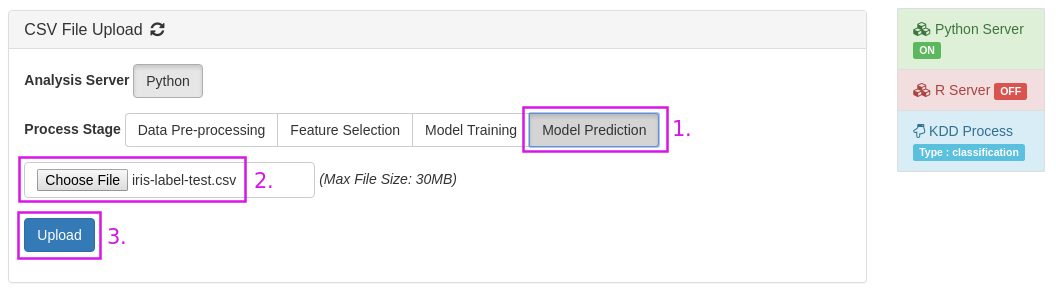 CSV File Upload
Analysis Server Python
Process Stage Data Pre-processing Feature Selection Model Training Model Prediction 1.
Choose File iris-label-test.csv 2. (Max File Size: 30MB)
Upload 3.
Python Server
ON
R Server OFF
KDD Process
Type : classification